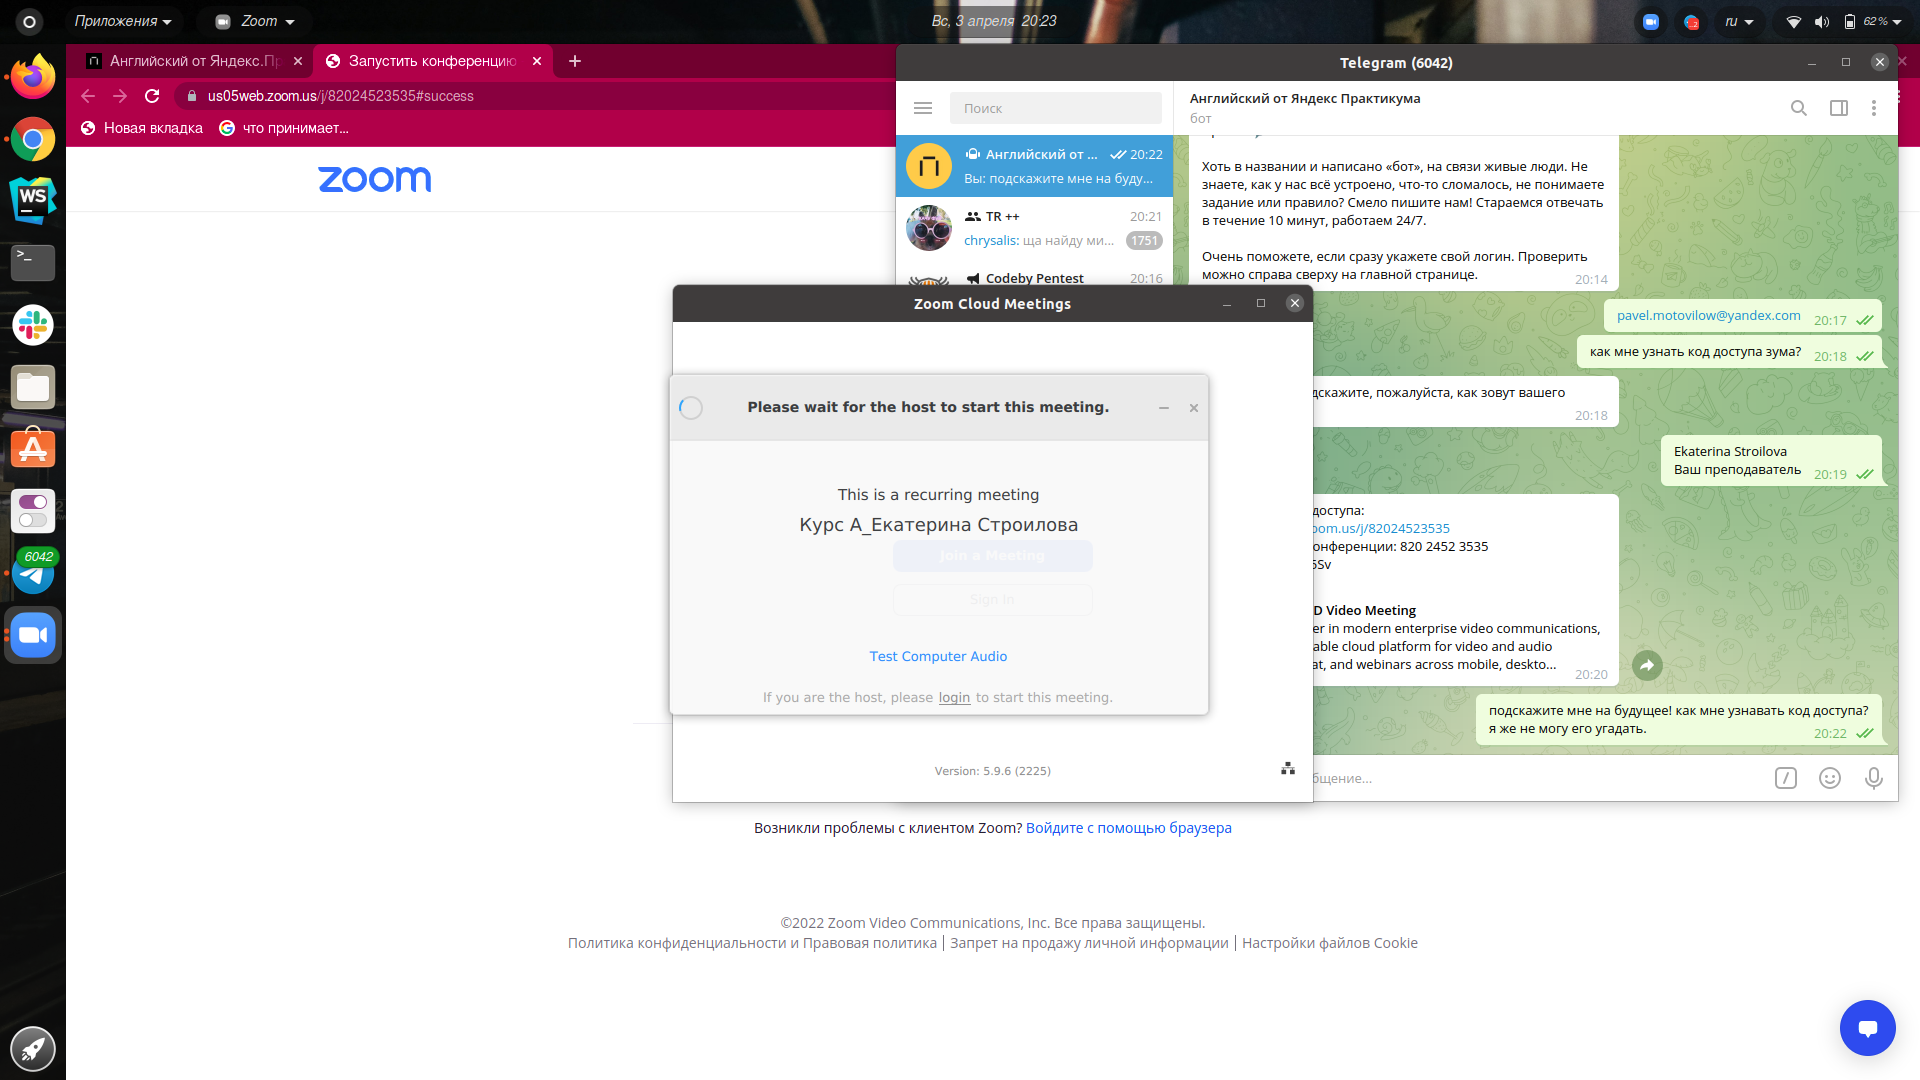 Приложения
Zoom
Вс, 3 апреля 20:23
ru
62 %
Английский от Яндекс.Пр
Запустить конференцию
us05web.zoom.us/j/82024523535#success
Новая вкладка
что принимает...
zoom
Telegram (6042)
Поиск
Английский от Яндекс Практикума
бот
Английский от ... 20:22
Вы: подскажите мне на буду...
TR ++ 20:21
chrysalis: ща найду ми... 1751
Codeby Pentest 20:16
Хоть в названии и написано «бот», на связи живые люди. Не
знаете, как у нас всё устроено, что-то сломалось, не понимаете
задание или правило? Смело пишите нам! Стараемся отвечать
в течение 10 минут, работаем 24/7.
Очень поможете, если сразу укажете свой логин. Проверить
можно справа сверху на главной странице. 20:14
pavel.motovilow@yandex.com 20:17
как мне узнать код доступа зума? 20:18
дскажите, пожалуйста, как зовут вашего
20:18
Ekaterina Stroilova
Ваш преподаватель 20:19
доступа:
oom.us/j/82024523535
онференции: 820 2452 3535
5Sv
D Video Meeting
er in modern enterprise video communications,
able cloud platform for video and audio
at, and webinars across mobile, deskto...
20:20
подскажите мне на будущее! как мне узнавать код доступа?
я же не могу его угадать. 20:22
бщение...
Zoom Cloud Meetings
Please wait for the host to start this meeting.
This is a recurring meeting
Курс А_Екатерина Строилова
Join a Meeting
Sign In
Test Computer Audio
If you are the host, please login to start this meeting.
Version: 5.9.6 (2225)
Возникли проблемы с клиентом Zoom? Войдите с помощью браузера
©2022 Zoom Video Communications, Inc. Все права защищены.
Политика конфиденциальности и Правовая политика | Запрет на продажу личной информации | Настройки файлов Cookie
WS
6042